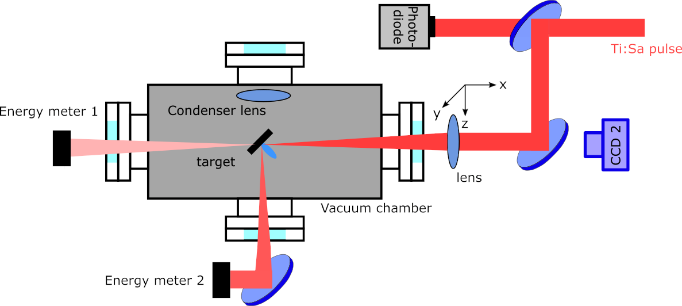 Photo-
diode
Ti:Sa pulse
Energy meter 1
Condenser lens
x
y
z
CCD 2
target
lens
Vacuum chamber
Energy meter 2